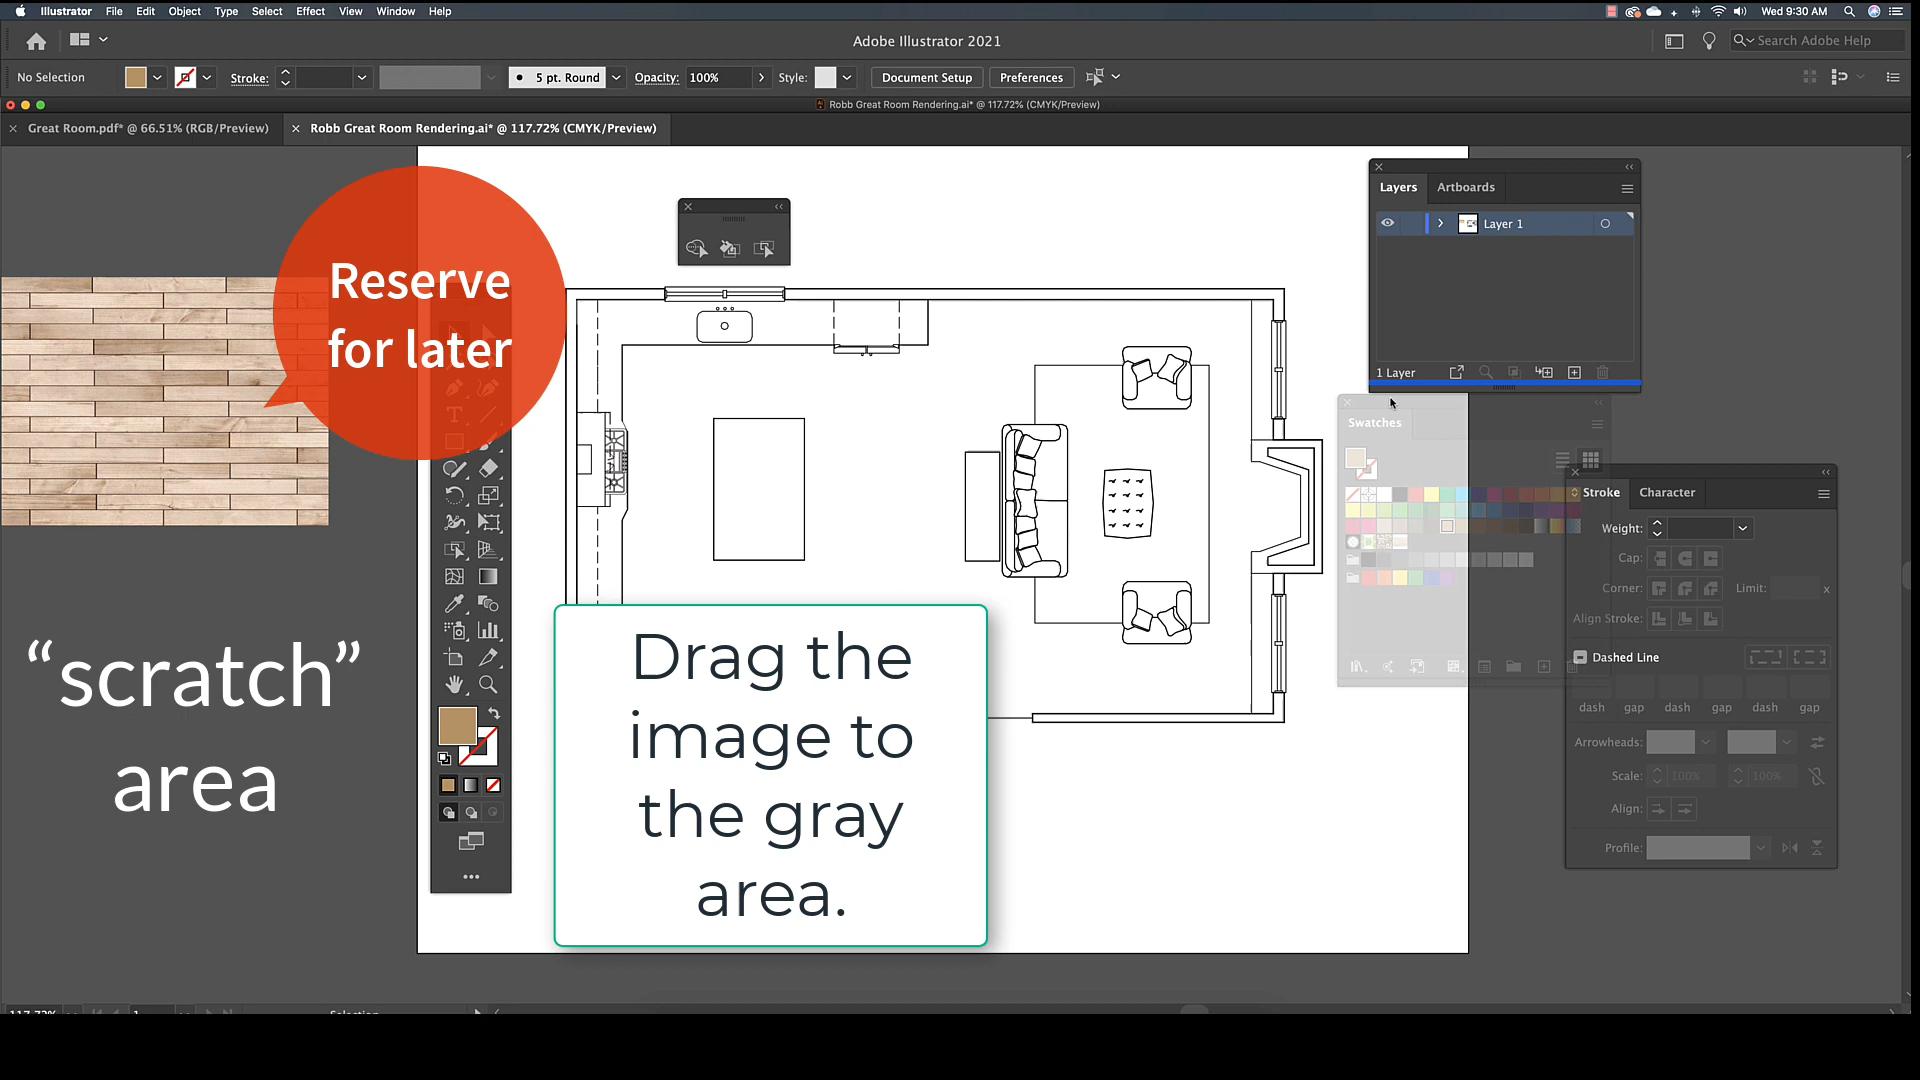 Illustrator File Edit Object Type Select Effect View Window Help
Wed 9:30 AM
Adobe Illustrator 2021
Search Adobe Help
No Selection
Stroke:
5 pt. Round
Opacity: 100%
Style:
Document Setup
Preferences
Robb Great Room Rendering.ai* @ 117.72% (CMYK/Preview)
Great Room.pdf* @ 66.51% (RGB/Preview)
Robb Great Room Rendering.ai* @ 117.72% (CMYK/Preview)
Layers Artboards
Layer 1
1 Layer
Reserve
for later
Swatches
Stroke Character
Weight:
Cap:
Corner:
Limit:
x
Align Stroke:
Dashed Line
dash gap dash gap dash gap
Arrowheads:
Scale: 100% 100%
Align:
Profile:
“scratch”
area
Drag the
image to
the gray
area.
117.72%
1
Selection